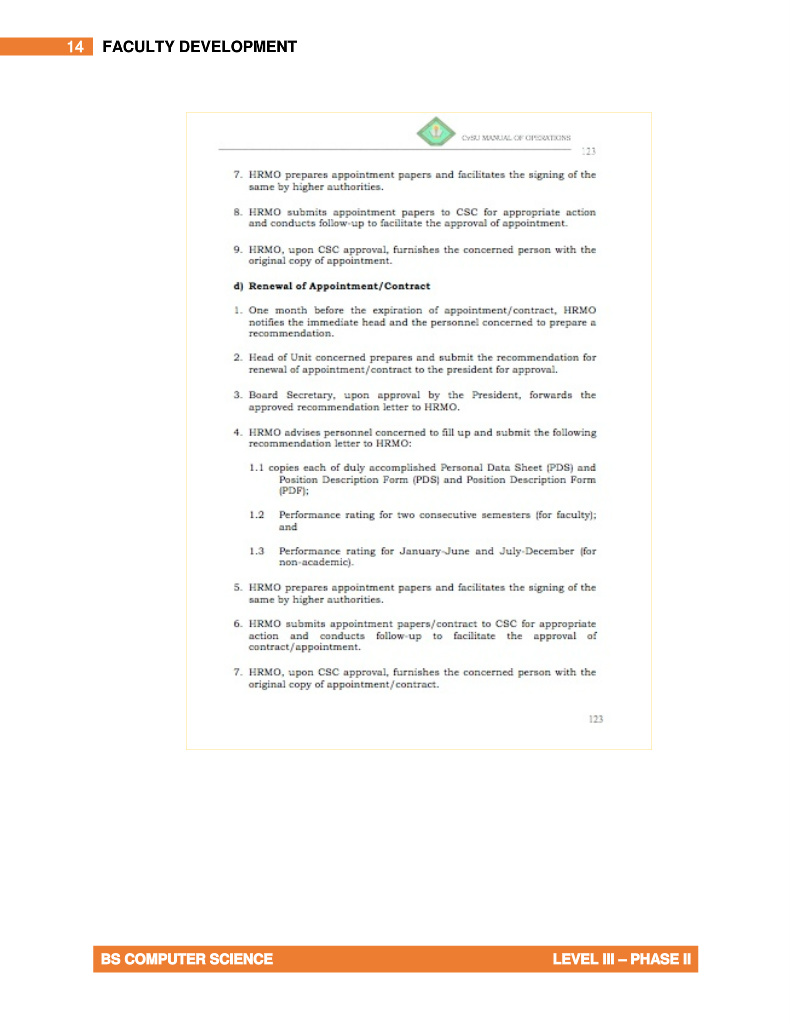 14 FACULTY DEVELOPMENT
CvSU MANUAL OF OPERATIONS
123
7. HRMO prepares appointment papers and facilitates the signing of the
same by higher authorities.
8. HRMO submits appointment papers to CSC for appropriate action
and conducts follow-up to facilitate the approval of appointment.
9. HRMO, upon CSC approval, furnishes the concerned person with the
original copy of appointment.
d) Renewal of Appointment/Contract
1. One month before the expiration of appointment/contract, HRMO
notifies the immediate head and the personnel concerned to prepare a
recommendation.
2. Head of Unit concerned prepares and submit the recommendation for
renewal of appointment/contract to the president for approval.
3. Board Secretary, upon approval by the President, forwards the
approved recommendation letter to HRMO.
4. HRMO advises personnel concerned to fill up and submit the following
recommendation letter to HRMO:
1.1 copies each of duly accomplished Personal Data Sheet (PDS) and
Position Description Form (PDS) and Position Description Form
(PDF);
1.2 Performance rating for two consecutive semesters (for faculty);
and
1.3 Performance rating for January-June and July-December (for
non-academic).
5. HRMO prepares appointment papers and facilitates the signing of the
same by higher authorities.
6. HRMO submits appointment papers/contract to CSC for appropriate
action and conducts follow-up to facilitate the approval of
contract/appointment.
7. HRMO, upon CSC approval, furnishes the concerned person with the
original copy of appointment/contract.
123
BS COMPUTER SCIENCE LEVEL III – PHASE II